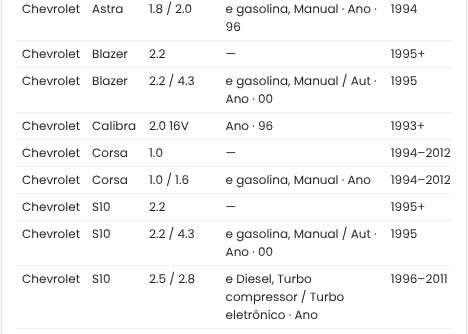 Chevrolet Astra 1.8 / 2.0 e gasolina, Manual · Ano · 1994
96
Chevrolet Blazer 2.2 — 1995+
Chevrolet Blazer 2.2 / 4.3 e gasolina, Manual / Aut · 1995
Ano · 00
Chevrolet Calibra 2.0 16V Ano · 96 1993+
Chevrolet Corsa 1.0 — 1994–2012
Chevrolet Corsa 1.0 / 1.6 e gasolina, Manual · Ano 1994–2012
Chevrolet S10 2.2 — 1995+
Chevrolet S10 2.2 / 4.3 e gasolina, Manual / Aut · 1995
Ano · 00
Chevrolet S10 2.5 / 2.8 e Diesel, Turbo 1996–2011
compressor / Turbo
eletrônico · Ano